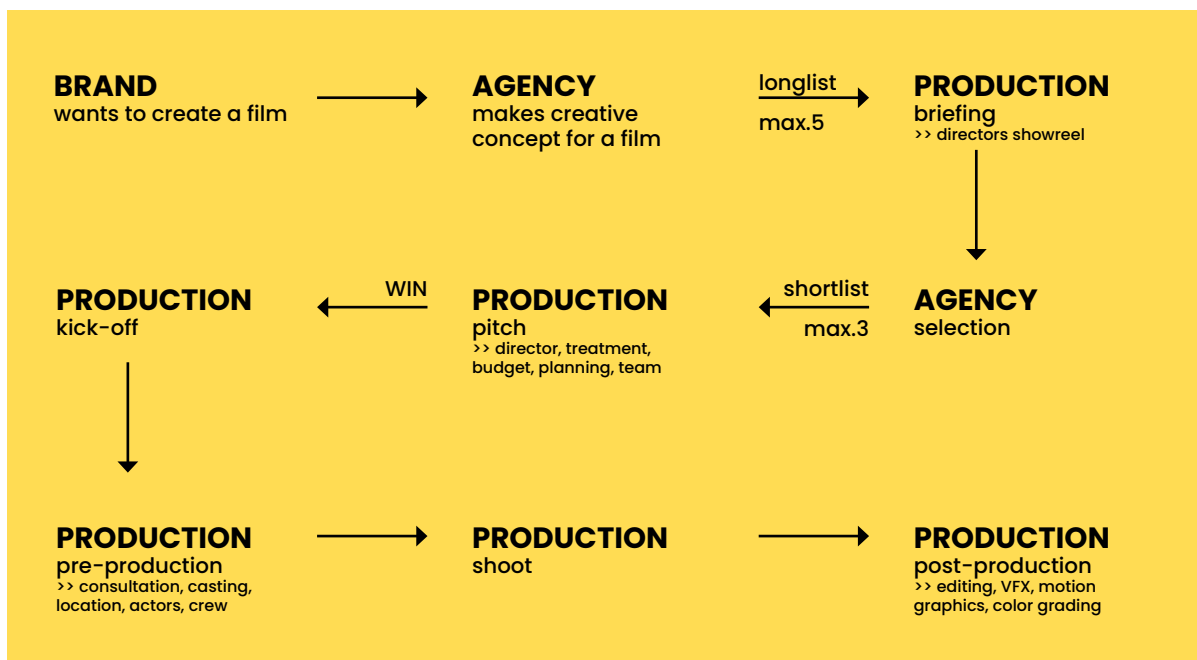 BRAND
wants to create a film
AGENCY
makes creative
concept for a film
longlist
max.5
PRODUCTION
briefing
>> directors showreel
AGENCY
selection
shortlist
max.3
PRODUCTION
pitch
>> director, treatment,
budget, planning, team
WIN
PRODUCTION
kick-off
PRODUCTION
pre-production
>> consultation, casting,
location, actors, crew
PRODUCTION
shoot
PRODUCTION
post-production
>> editing, VFX, motion
graphics, color grading